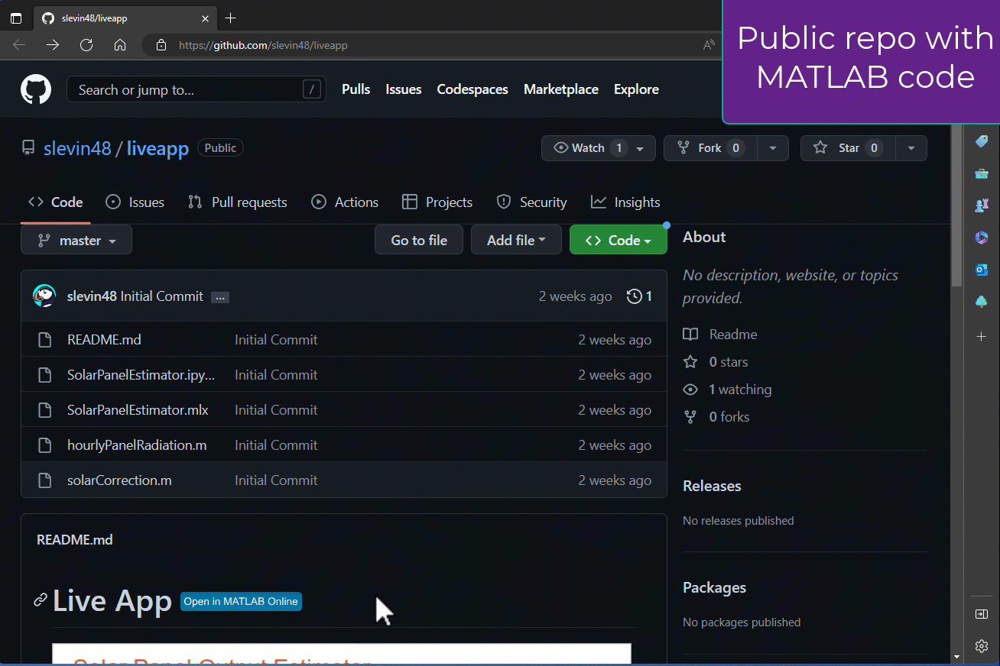 slevin48/liveapp
https://github.com/slevin48/liveapp
Public repo with
MATLAB code
Search or jump to...
/
Pulls
Issues
Codespaces
Marketplace
Explore
slevin48 / liveapp
Public
Watch 1
Fork 0
Star 0
Code
Issues
Pull requests
Actions
Projects
Security
Insights
master
Go to file
Add file
Code
slevin48 Initial Commit ...
2 weeks ago
1
README.md Initial Commit 2 weeks ago
SolarPanelEstimator.ipy... Initial Commit 2 weeks ago
SolarPanelEstimator.mlx Initial Commit 2 weeks ago
hourlyPanelRadiation.m Initial Commit 2 weeks ago
solarCorrection.m Initial Commit 2 weeks ago
README.md
Live App
Open in MATLAB Online
Solar Panel Output Estimator
About
No description, website, or topics
provided.
Readme
0 stars
1 watching
0 forks
Releases
No releases published
Packages
No packages published